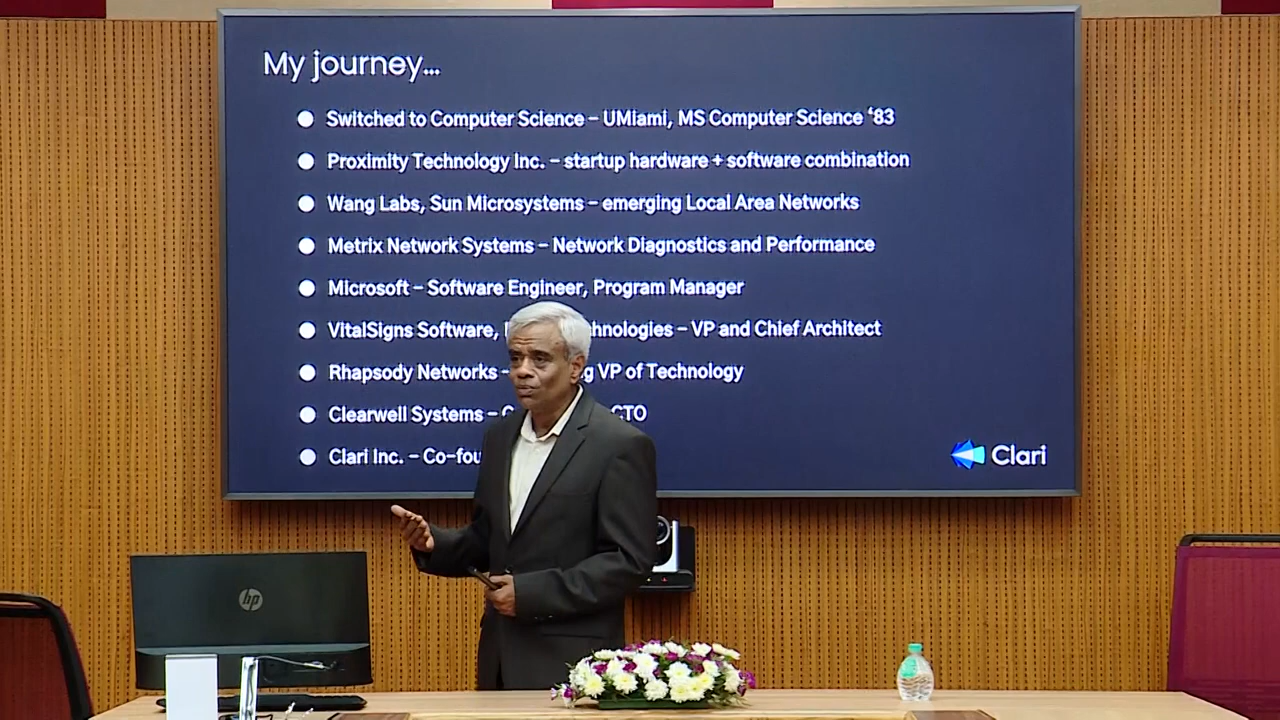 My journey...
Switched to Computer Science – UMiami, MS Computer Science ‘83
Proximity Technology Inc. – startup hardware + software combination
Wang Labs, Sun Microsystems – emerging Local Area Networks
Metrix Network Systems – Network Diagnostics and Performance
Microsoft – Software Engineer, Program Manager
VitalSigns Software, – VP and Chief Architect
Rhapsody Networks – VP of Technology
Clearwell Systems – CTO
Clari Inc. –
Clari
hp